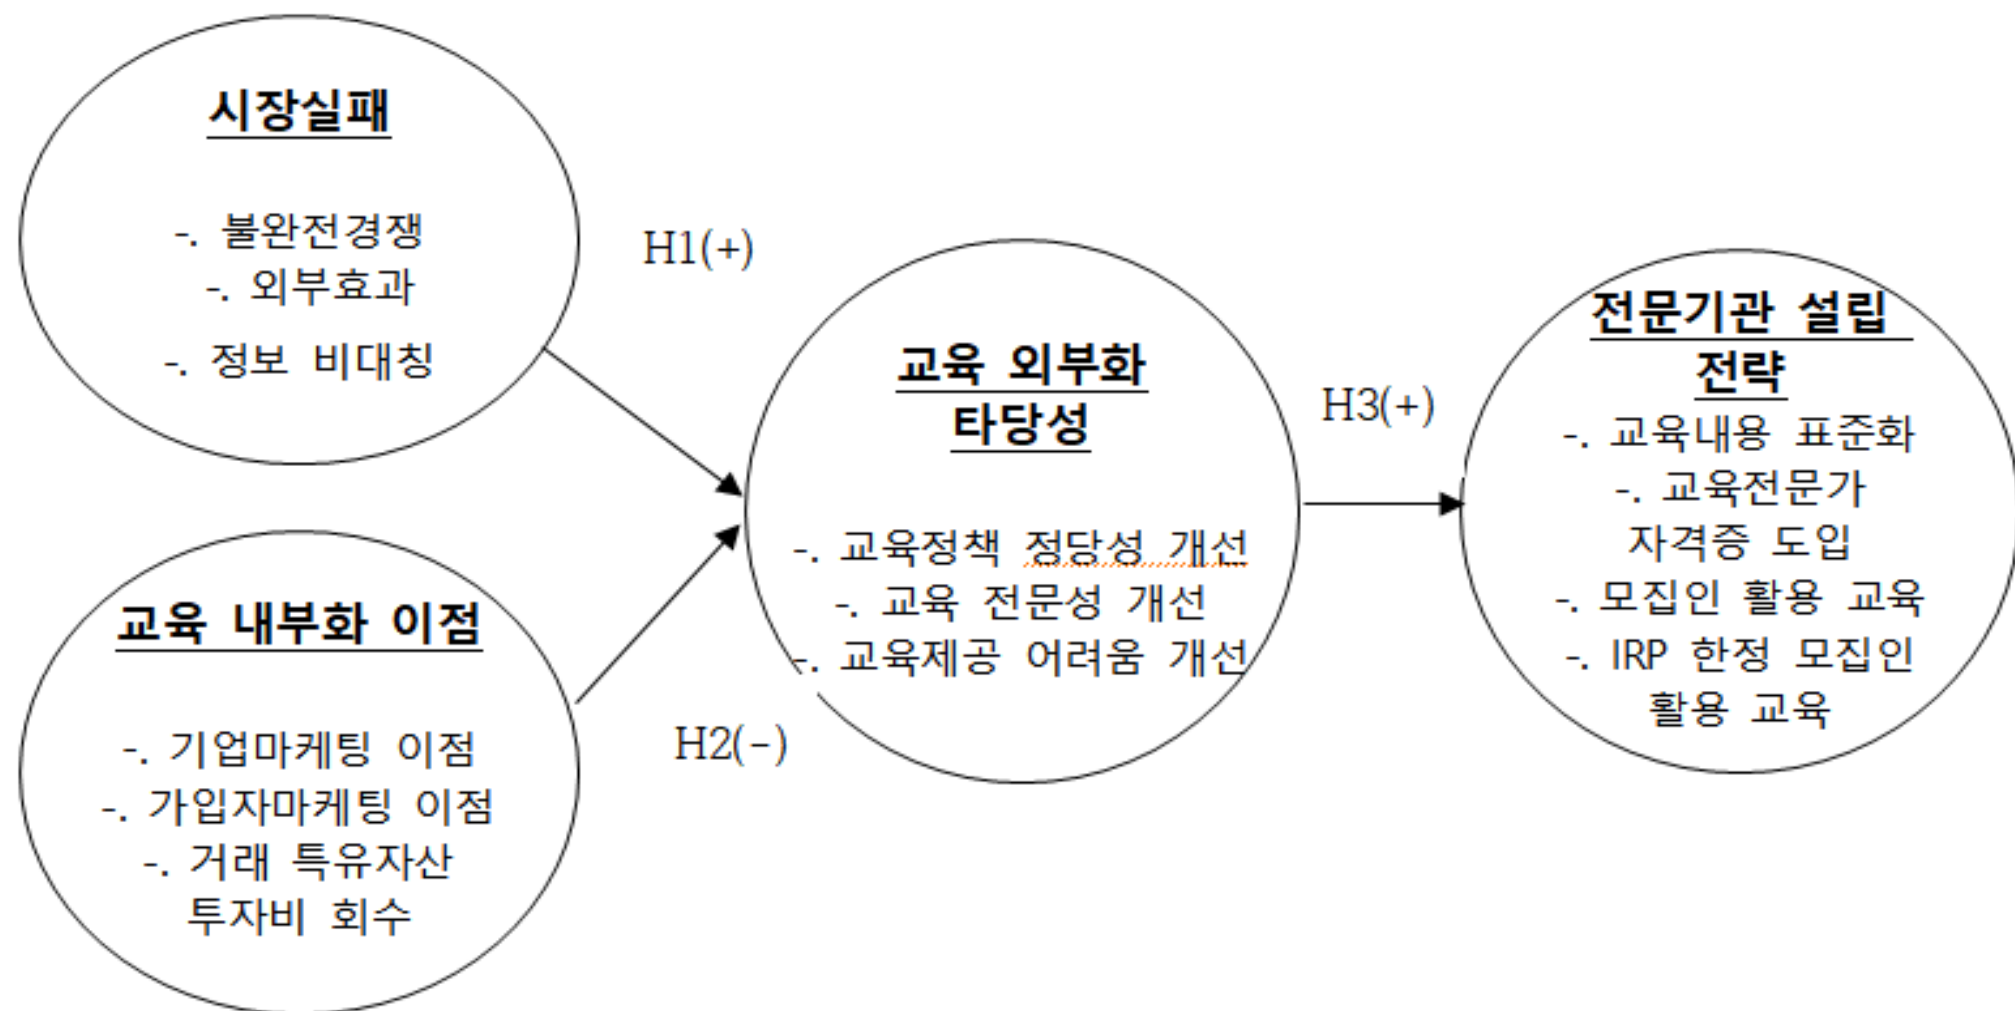 시장실패
-. 불완전경쟁
-. 외부효과
-. 정보 비대칭
H1(+)
교육 내부화 이점
-. 기업마케팅 이점
-. 가입자마케팅 이점
-. 거래 특유자산
투자비 회수
H2(-)
교육 외부화
타당성
-. 교육정책 정당성 개선
-. 교육 전문성 개선
-. 교육제공 어려움 개선
H3(+)
전문기관 설립
전략
-. 교육내용 표준화
-. 교육전문가
자격증 도입
-. 모집인 활용 교육
-. IRP 한정 모집인
활용 교육